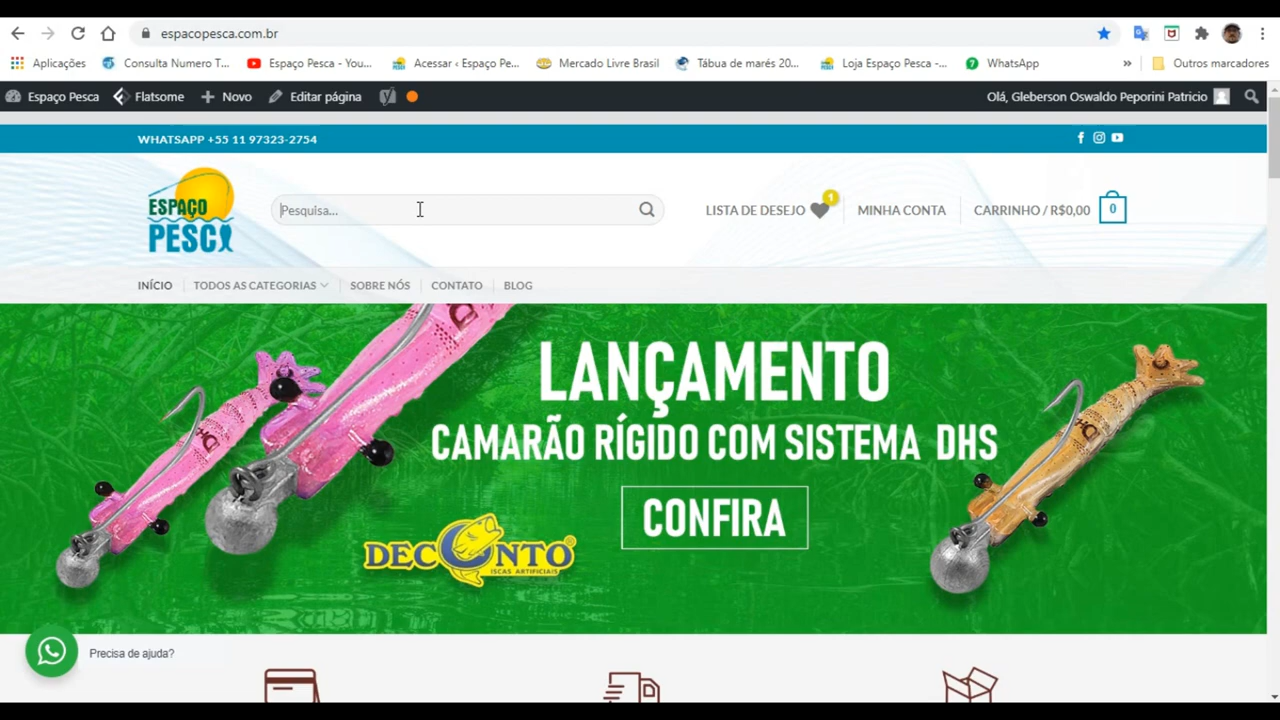 espacopesca.com.br
Aplicações
Consulta Numero T...
Espaço Pesca - You...
Acessar ‹ Espaço Pe...
Mercado Livre Brasil
Tábua de marés 20...
Loja Espaço Pesca -...
WhatsApp
»
Outros marcadores
Espaço Pesca
Flatsome
Novo
Editar página
Olá, Gleberson Oswaldo Peporini Patricio
WHATSAPP +55 11 97323-2754
ESPAÇO
PESCA
Pesquisa...
LISTA DE DESEJO
1
MINHA CONTA
CARRINHO / R$0,00
0
INÍCIO
TODOS AS CATEGORIAS
SOBRE NÓS
CONTATO
BLOG
LANÇAMENTO
CAMARÃO RÍGIDO COM SISTEMA DHS
CONFIRA
DECONTO
ISCAS ARTIFICIAIS
Precisa de ajuda?